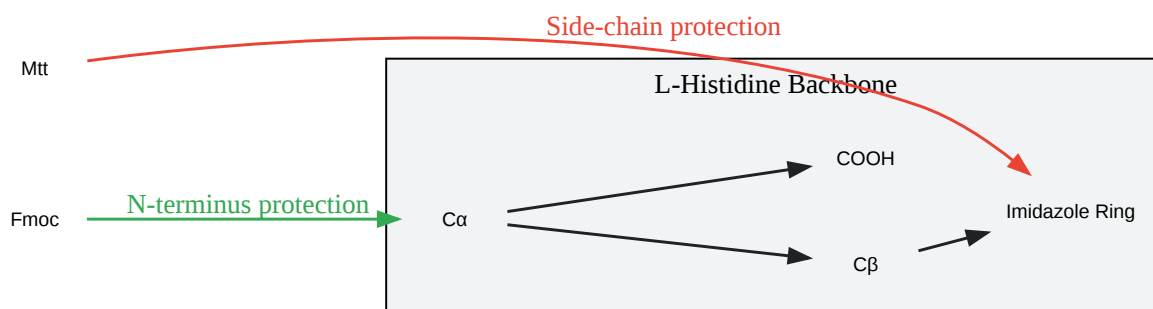 Side-chain protection
Mtt
L-Histidine Backbone
COOH
N-terminus protection
Fmoc
Cα
Imidazole Ring
Cβ